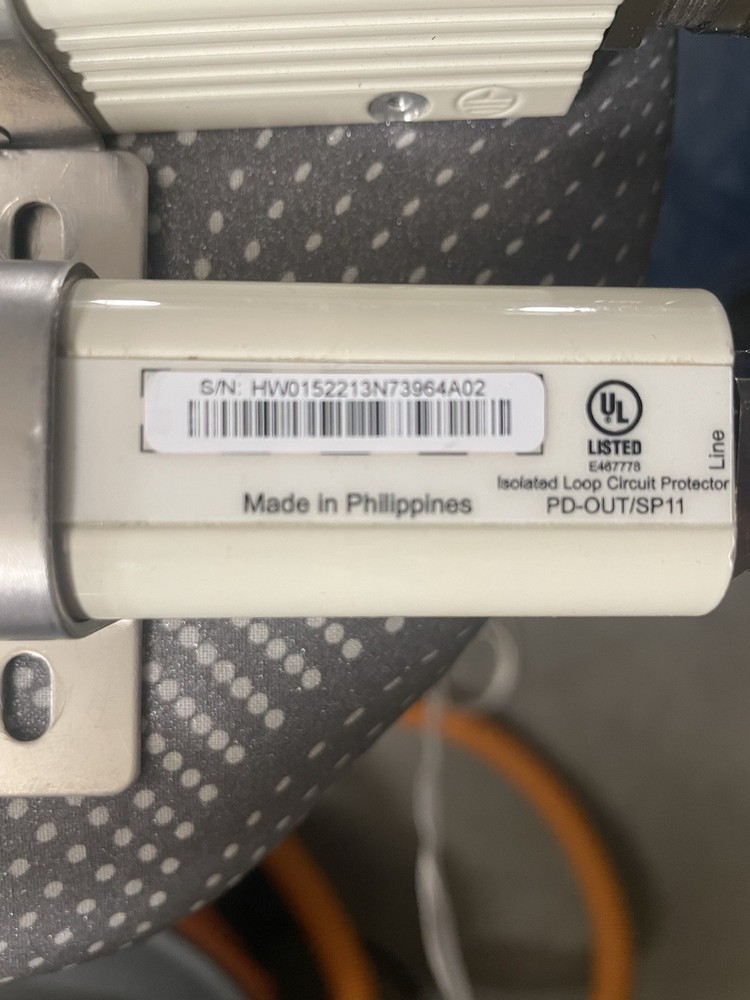 S/N: HW0152213N73964A02
UL
LISTED
E467778
Isolated Loop Circuit Protector
PD-OUT/SP11
Made in Philippines
Line